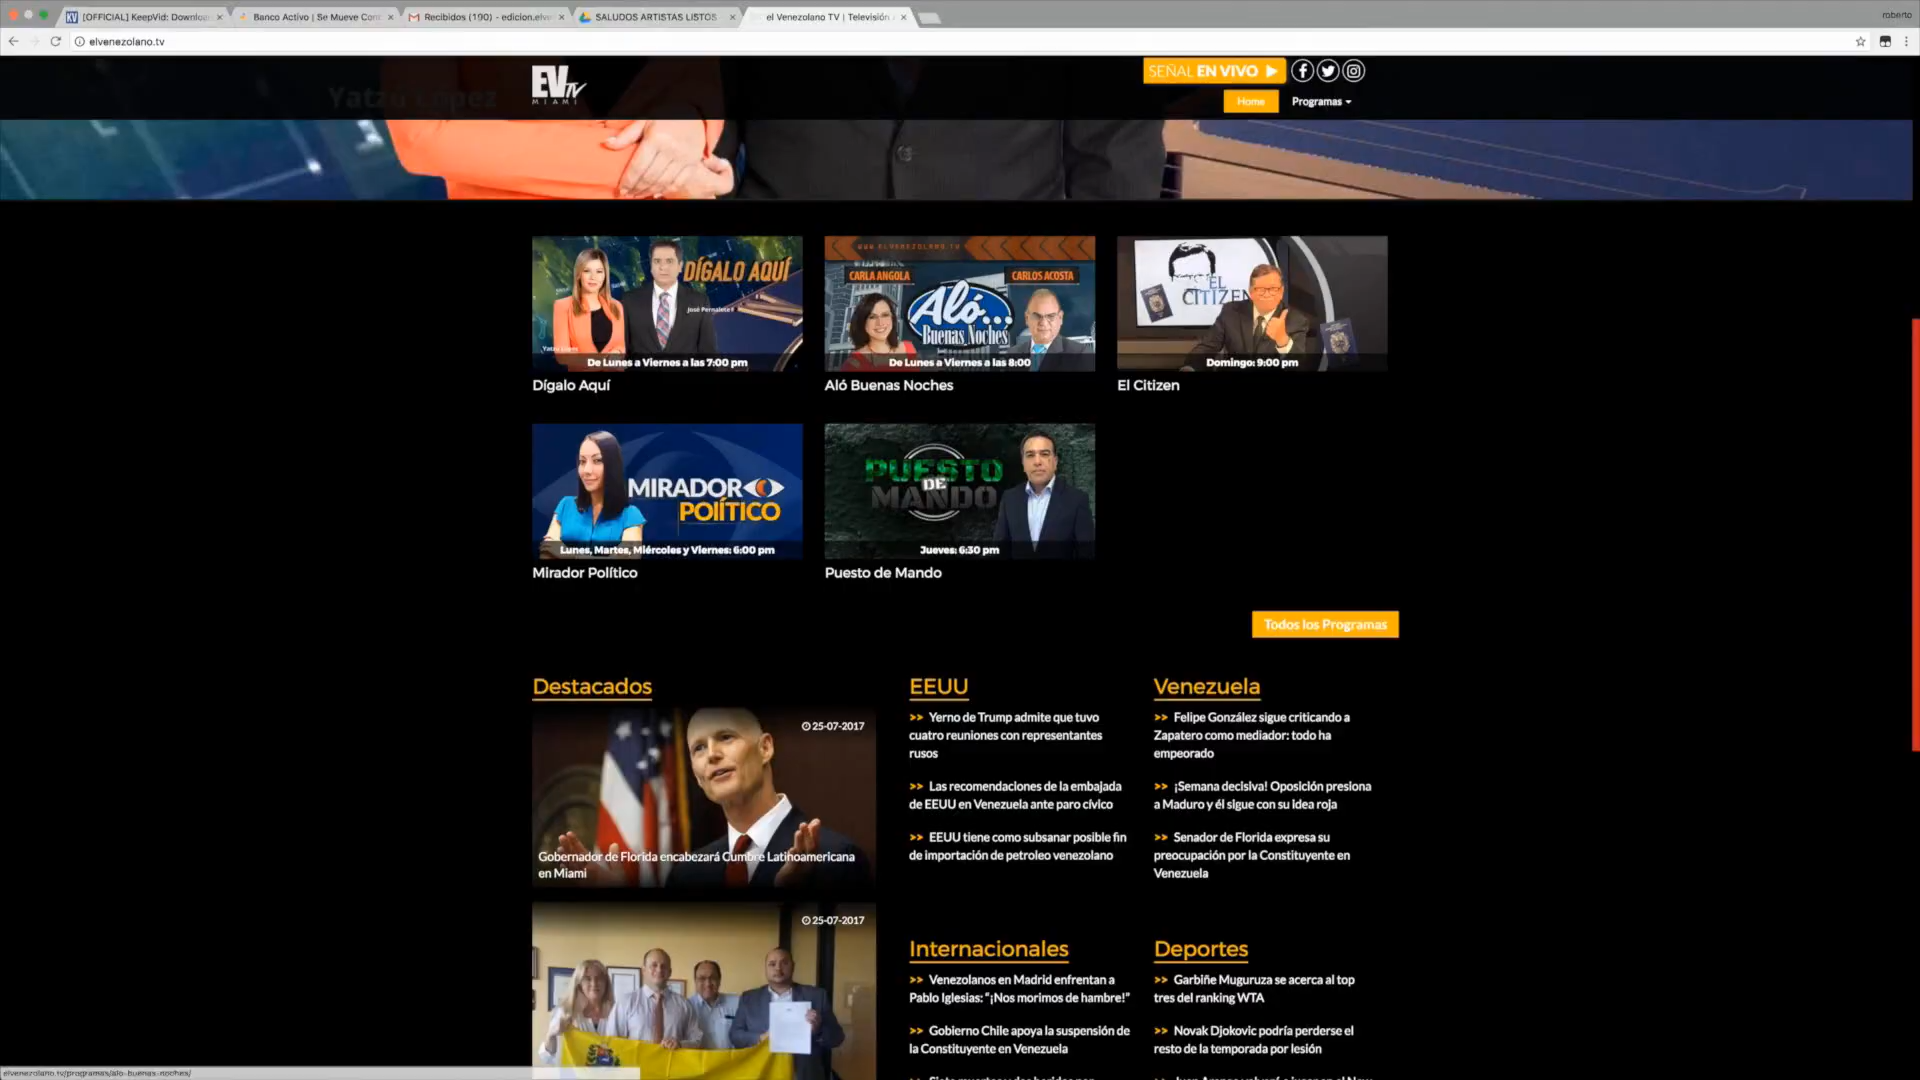 [OFFICIAL] KeepVid: Downloa
Banco Activo | Se Mueve Con
Recibidos (190) - edicion.elve
SALUDOS ARTISTAS LISTOS
el Venezolano TV | Televisión
roberto
elvenezolano.tv
EVTV
MIAMI
SEÑAL EN VIVO
Home
Programas
Yatzú López
DÍGALO AQUÍ
José Pernalete
Yatzú López
De Lunes a Viernes a las 7:00 pm
Dígalo Aquí
WWW.ELVENEZOLANO.TV
CARLA ANGOLA
CARLOS ACOSTA
Aló...
Buenas Noches
De Lunes a Viernes a las 8:00
Aló Buenas Noches
EL
CITIZEN
Domingo: 9:00 pm
El Citizen
MIRADOR
POLÍTICO
Lunes, Martes, Miércoles y Viernes: 6:00 pm
Mirador Político
PUESTO
DE
MANDO
Jueves: 6:30 pm
Puesto de Mando
Todos los Programas
Destacados
25-07-2017
Gobernador de Florida encabezará Cumbre Latinoamericana
en Miami
25-07-2017
EEUU
>> Yerno de Trump admite que tuvo
cuatro reuniones con representantes
rusos
>> Las recomendaciones de la embajada
de EEUU en Venezuela ante paro cívico
>> EEUU tiene como subsanar posible fin
de importación de petroleo venezolano
Venezuela
>> Felipe González sigue criticando a
Zapatero como mediador: todo ha
empeorado
>> ¡Semana decisiva! Oposición presiona
a Maduro y él sigue con su idea roja
>> Senador de Florida expresa su
preocupación por la Constituyente en
Venezuela
Internacionales
>> Venezolanos en Madrid enfrentan a
Pablo Iglesias: “¡Nos morimos de hambre!”
>> Gobierno Chile apoya la suspensión de
la Constituyente en Venezuela
Deportes
>> Garbiñe Muguruza se acerca al top
tres del ranking WTA
>> Novak Djokovic podría perderse el
resto de la temporada por lesión
elvenezolano.tv/programas/alo-buenas-noches/